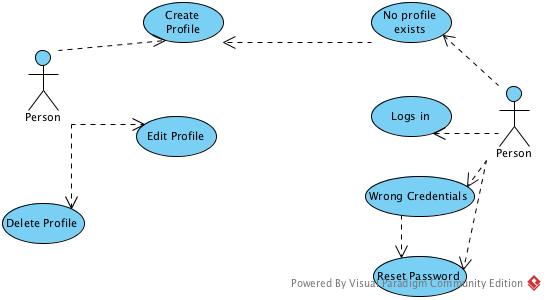 Create
Profile
No profile
exists
Person
Logs in
Edit Profile
Person
Wrong Credentials
Delete Profile
Reset Password
Powered By Visual Paradigm Community Edition